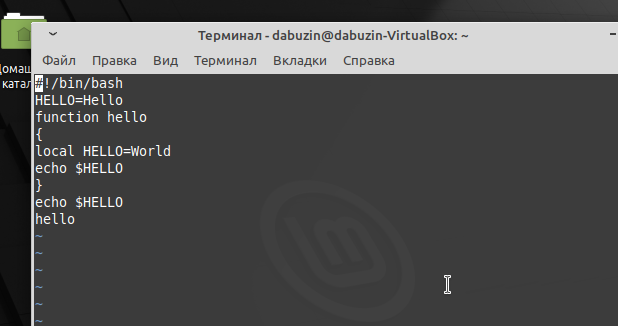 Терминал - dabuzin@dabuzin-VirtualBox: ~
Файл Правка Вид Терминал Вкладки Справка
#!/bin/bash
HELLO=Hello
function hello
{
local HELLO=World
echo $HELLO
}
echo $HELLO
hello
~
~
~
~
~
~